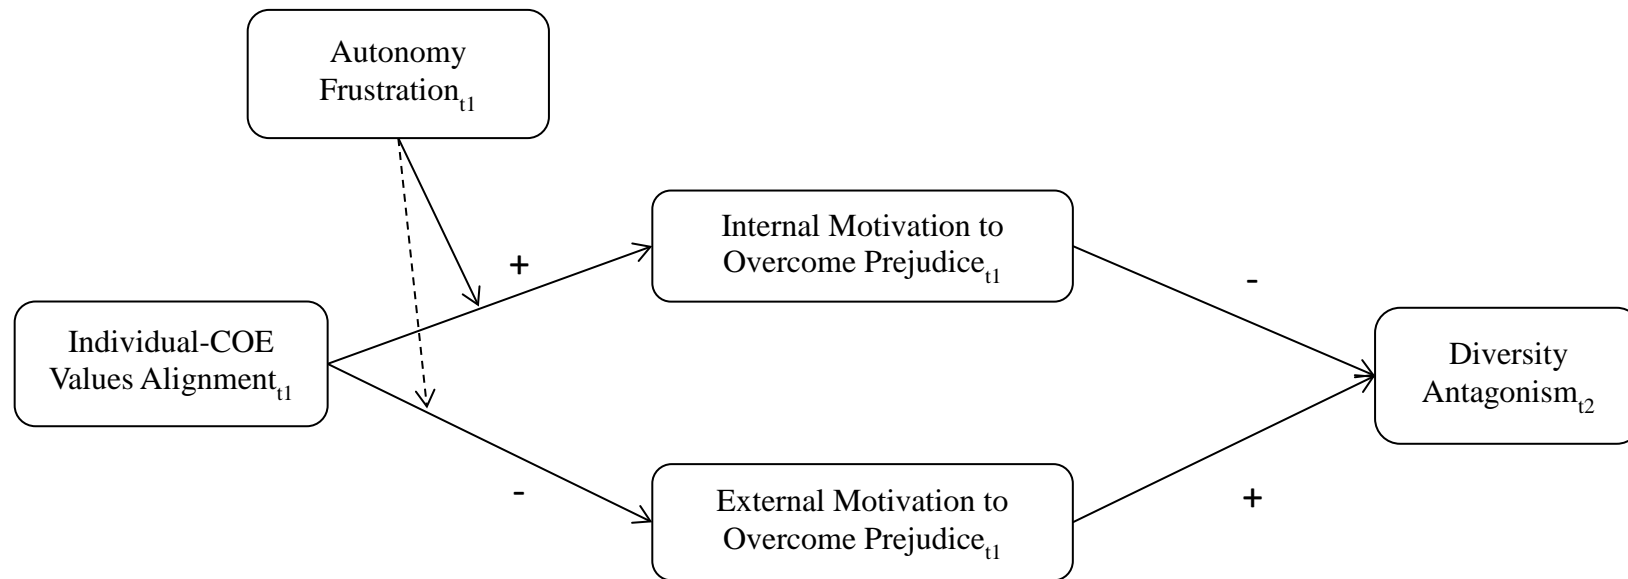 Autonomy
Frustration_t1
Internal Motivation to
Overcome Prejudice_t1
+
-
Individual-COE
Values Alignment_t1
Diversity
Antagonism_t2
-
+
External Motivation to
Overcome Prejudice_t1